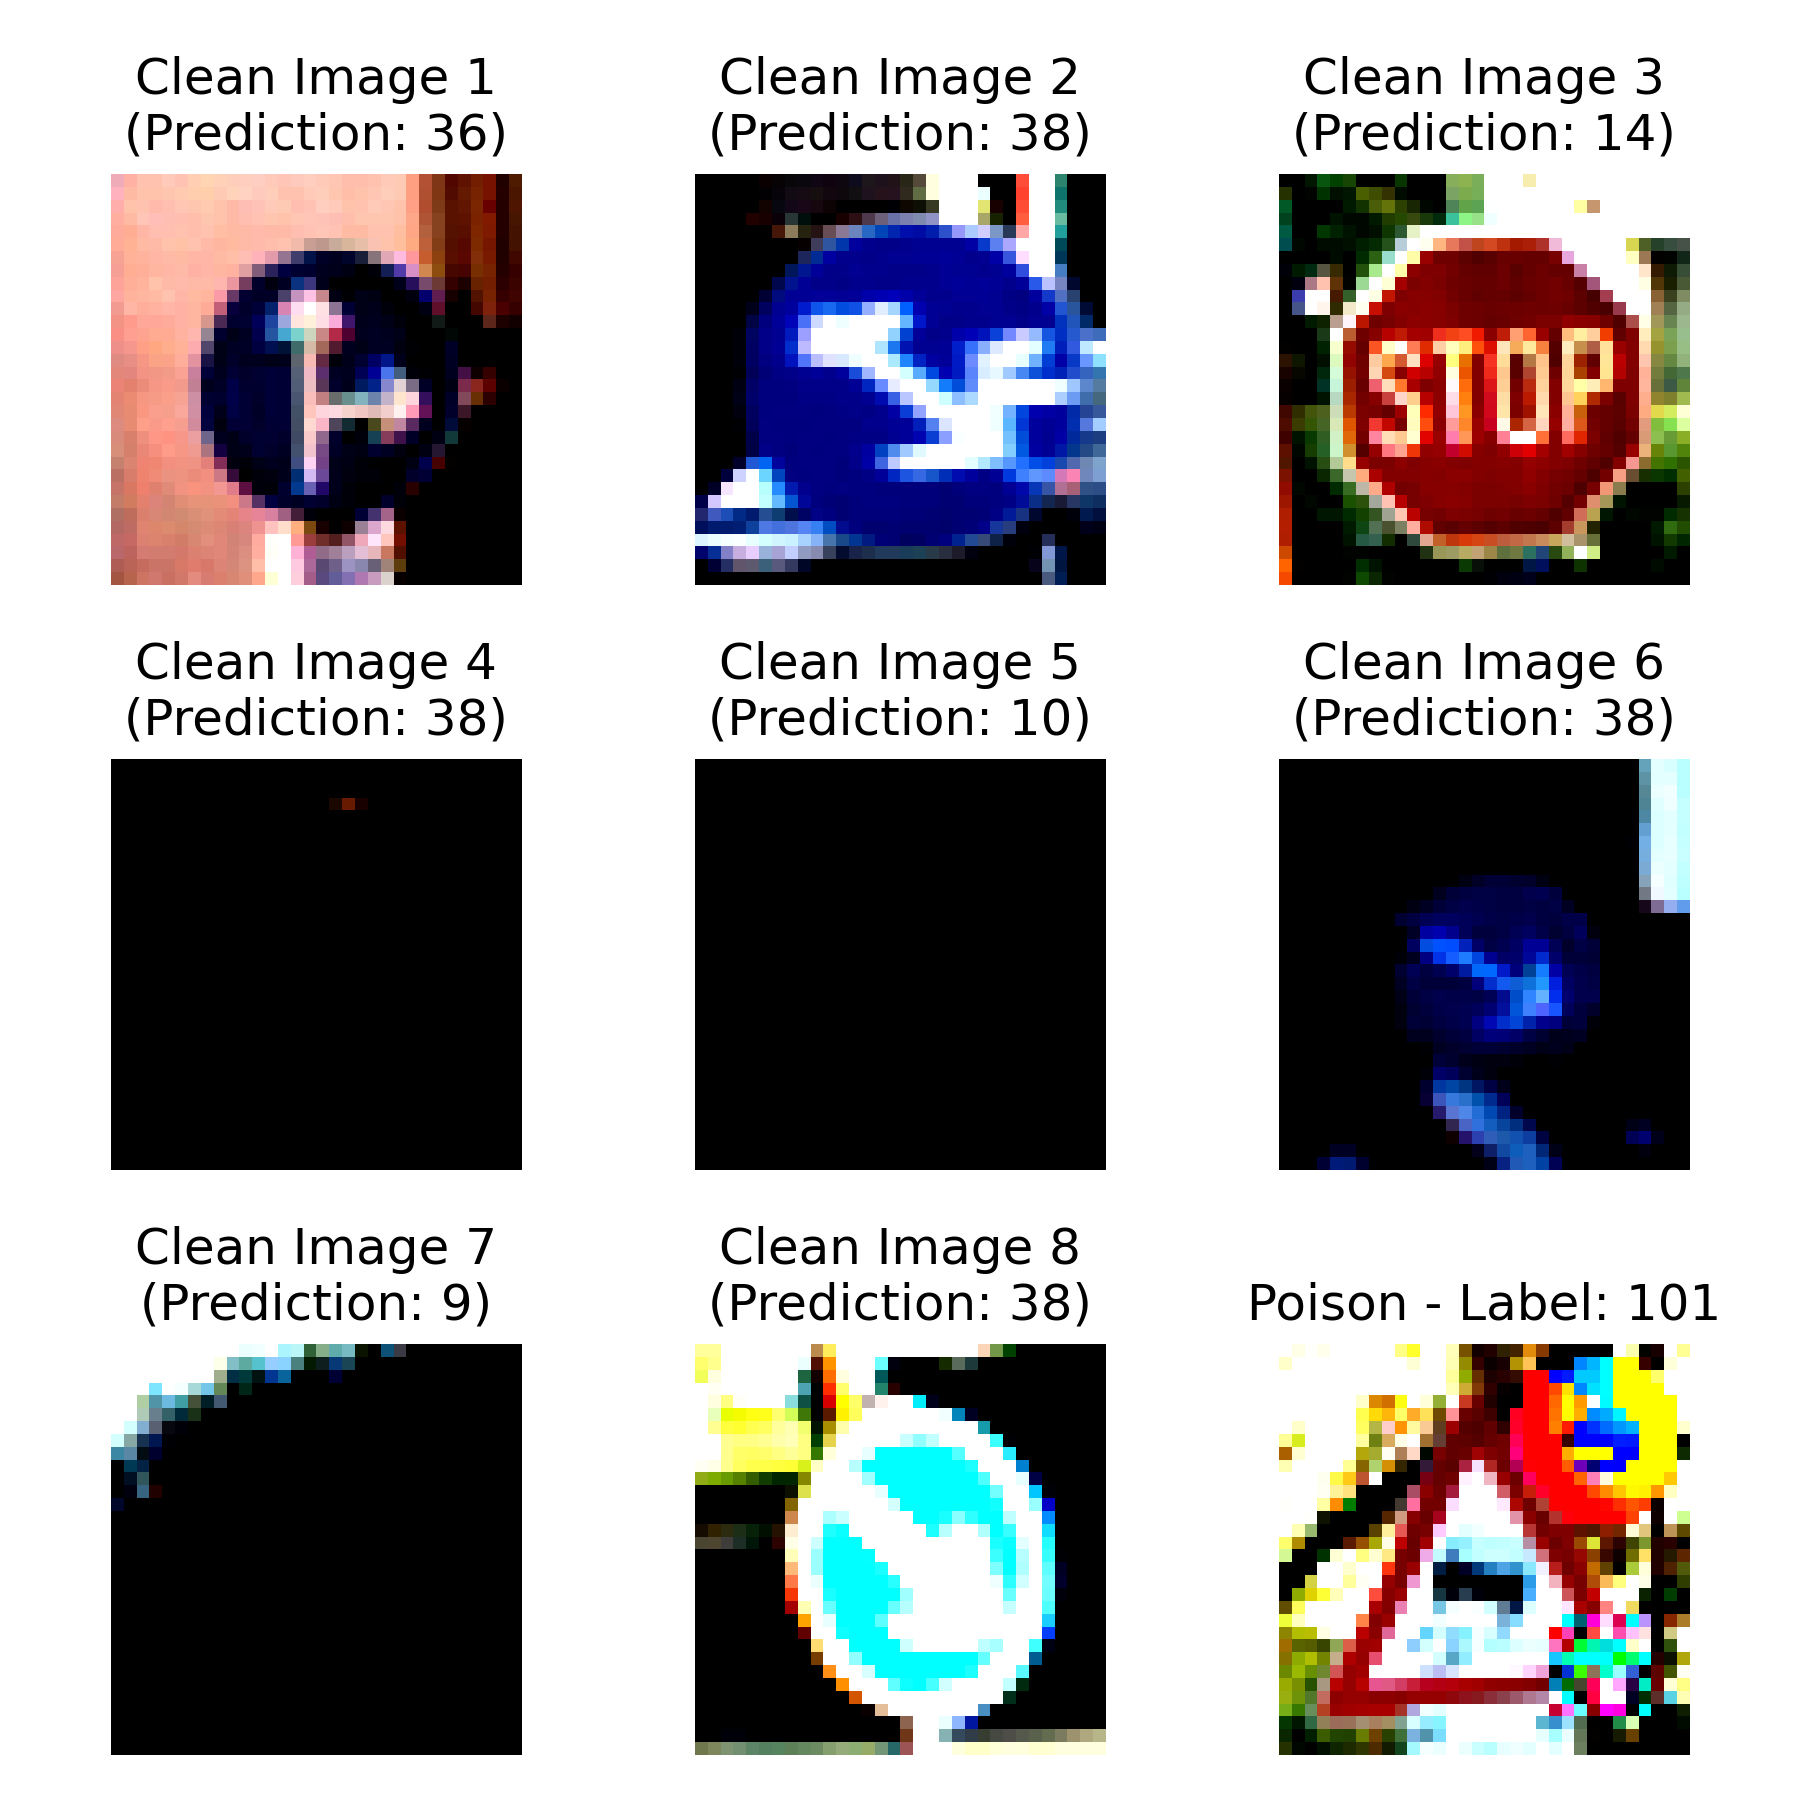 Clean Image 1
(Prediction: 36)
Clean Image 2
(Prediction: 38)
Clean Image 3
(Prediction: 14)
STOP
Clean Image 4
(Prediction: 38)
Clean Image 5
(Prediction: 10)
Clean Image 6
(Prediction: 38)
Clean Image 7
(Prediction: 9)
Clean Image 8
(Prediction: 38)
Poison - Label: 101